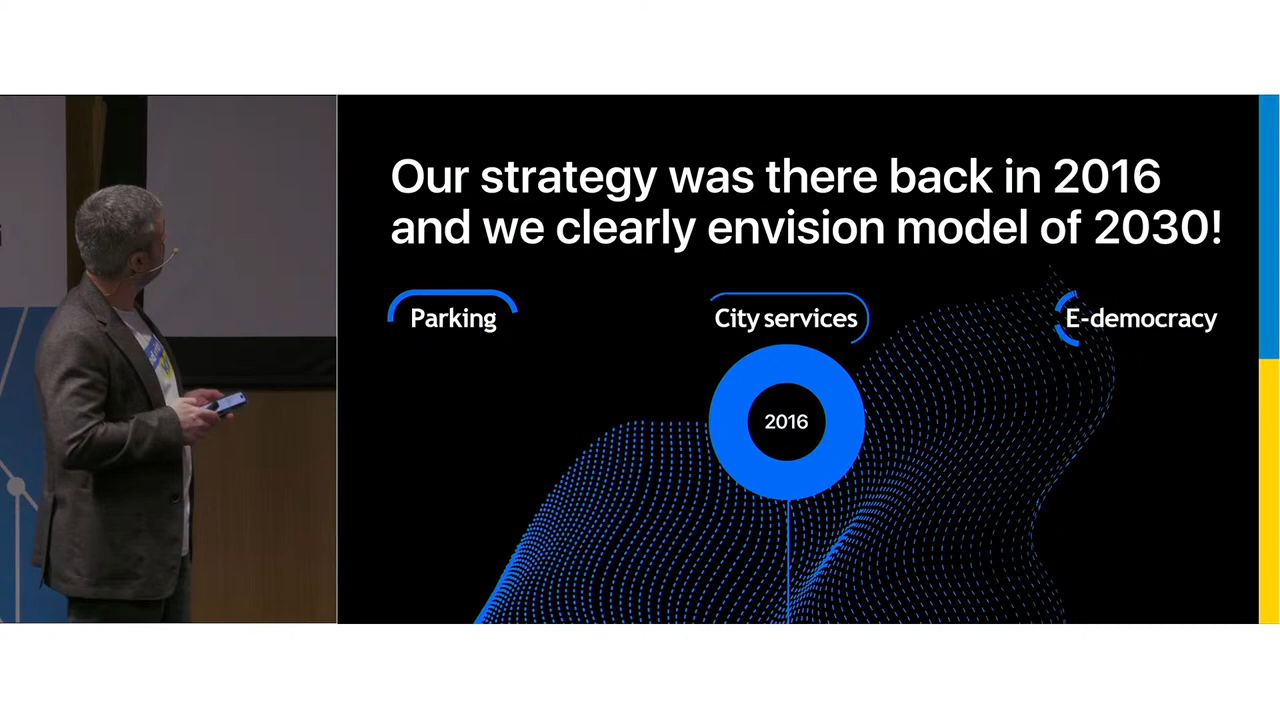 Our strategy was there back in 2016
and we clearly envision model of 2030!
Parking
City services
E-democracy
2016